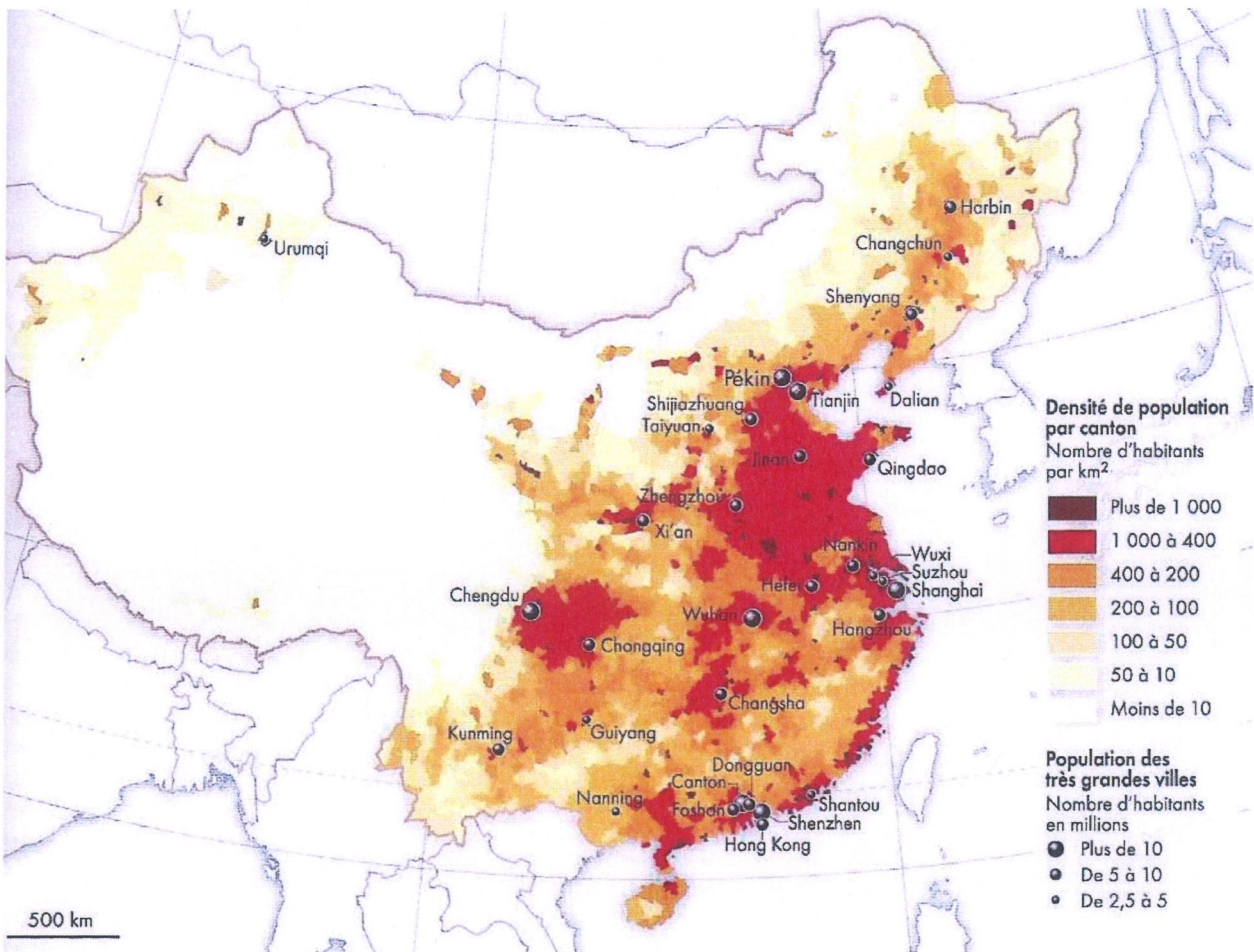 Harbin
Changchun
Urumqi
Shenyang
Pékin
Tianjin
Dalian
Shijiazhuang
Taiyuan
Jinan
Qingdao
Zhengzhou
Xi'an
Nankin
Wuxi
Suzhou
Shanghai
Hefei
Chengdu
Wuhan
Hangzhou
Chongqing
Changsha
Guiyang
Kunming
Dongguan
Canton
Nanning
Foshan
Shantou
Shenzhen
Hong Kong
500 km
Densité de population
par canton
Nombre d'habitants
par km²
Plus de 1 000
1 000 à 400
400 à 200
200 à 100
100 à 50
50 à 10
Moins de 10
Population des
très grandes villes
Nombre d'habitants
en millions
Plus de 10
De 5 à 10
De 2,5 à 5